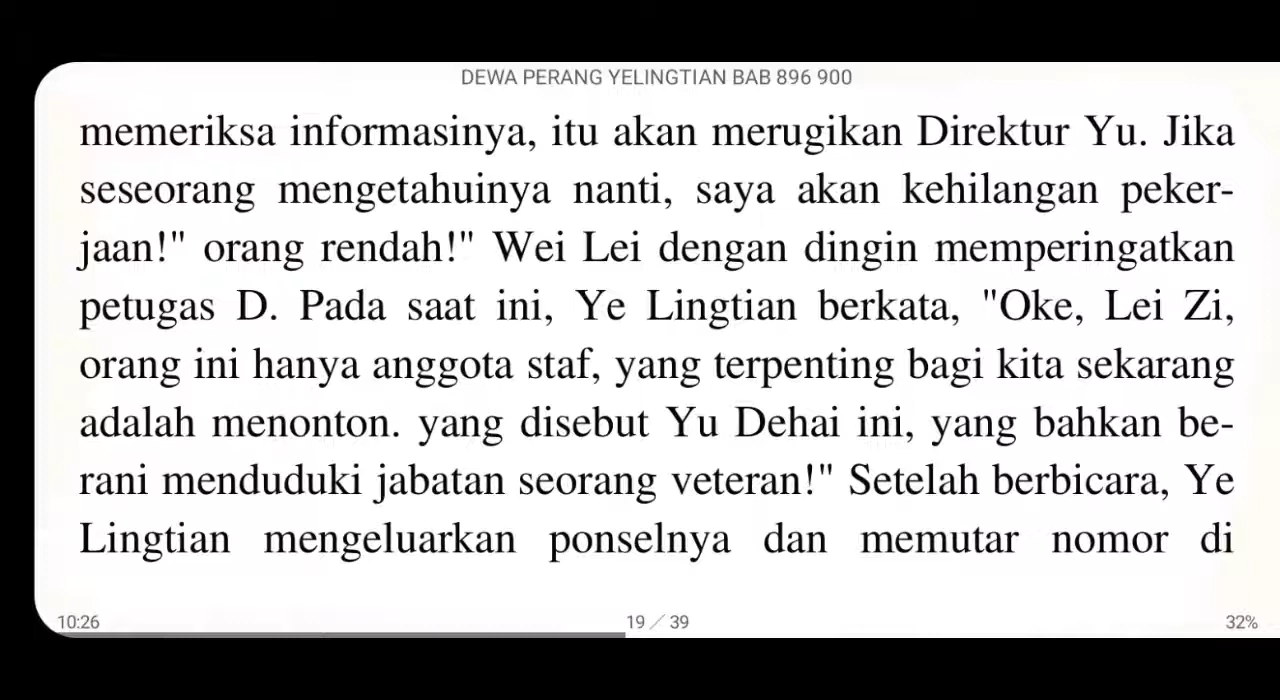 DEWA PERANG YELINGTIAN BAB 896 900
memeriksa informasinya, itu akan merugikan Direktur Yu. Jika
seseorang mengetahuinya nanti, saya akan kehilangan peker-
jaan!" orang rendah!" Wei Lei dengan dingin memperingatkan
petugas D. Pada saat ini, Ye Lingtian berkata, "Oke, Lei Zi,
orang ini hanya anggota staf, yang terpenting bagi kita sekarang
adalah menonton. yang disebut Yu Dehai ini, yang bahkan be-
rani menduduki jabatan seorang veteran!" Setelah berbicara, Ye
Lingtian mengeluarkan ponselnya dan memutar nomor di
10:26 19 / 39 32%